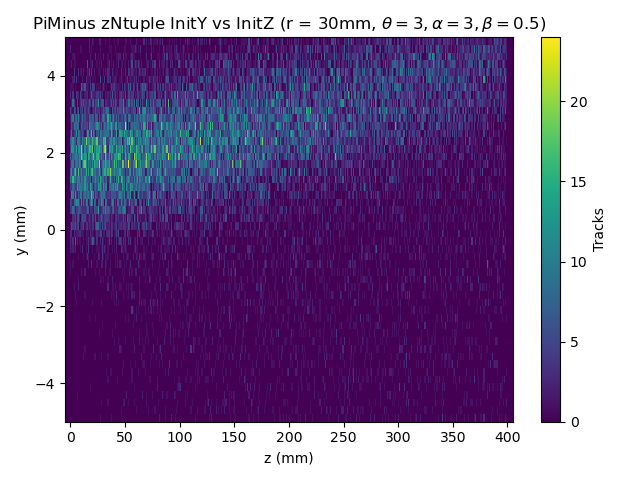 PiMinus zNtuple InitY vs InitZ (r = 30mm, θ = 3, α = 3, β = 0.5)
4
2
0
−2
−4
y (mm)
0 50 100 150 200 250 300 350 400
z (mm)
20
15
10
5
0
Tracks